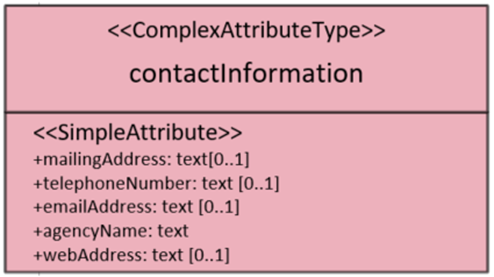 <<ComplexAttributeType>>
contactInformation
<<SimpleAttribute>>
+mailingAddress: text[0..1]
+telephoneNumber: text [0..1]
+emailAddress: text [0..1]
+agencyName: text
+webAddress: text [0..1]